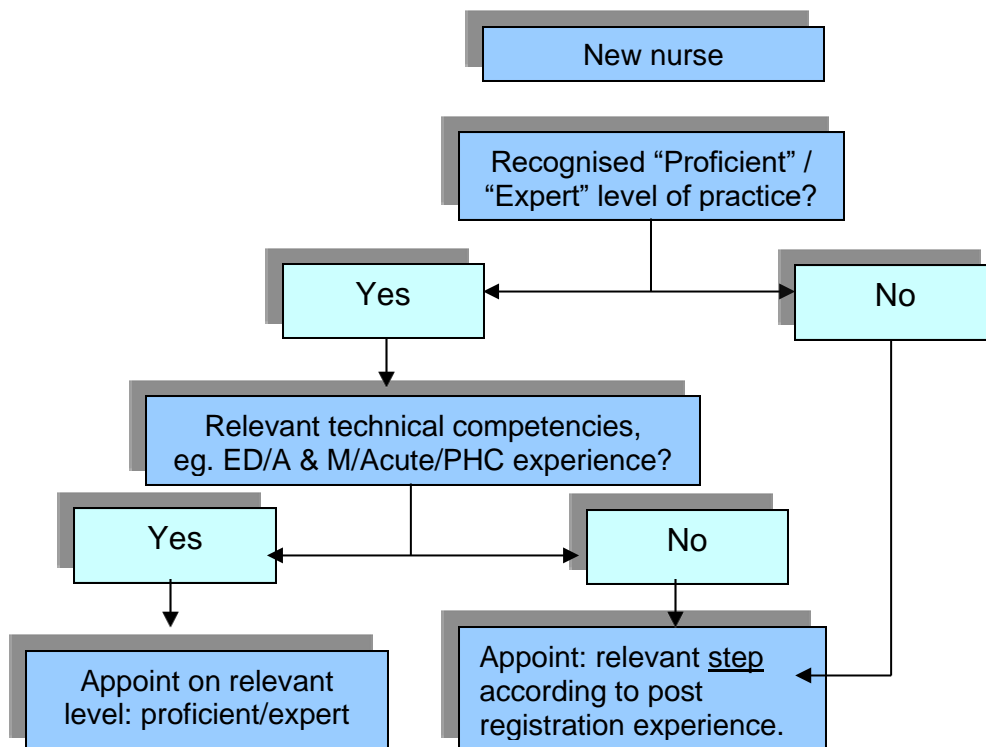 New nurse
Recognised “Proficient” /
“Expert” level of practice?
Yes
No
Relevant technical competencies,
eg. ED/A & M/Acute/PHC experience?
Yes
No
Appoint on relevant
level: proficient/expert
Appoint: relevant step
according to post
registration experience.